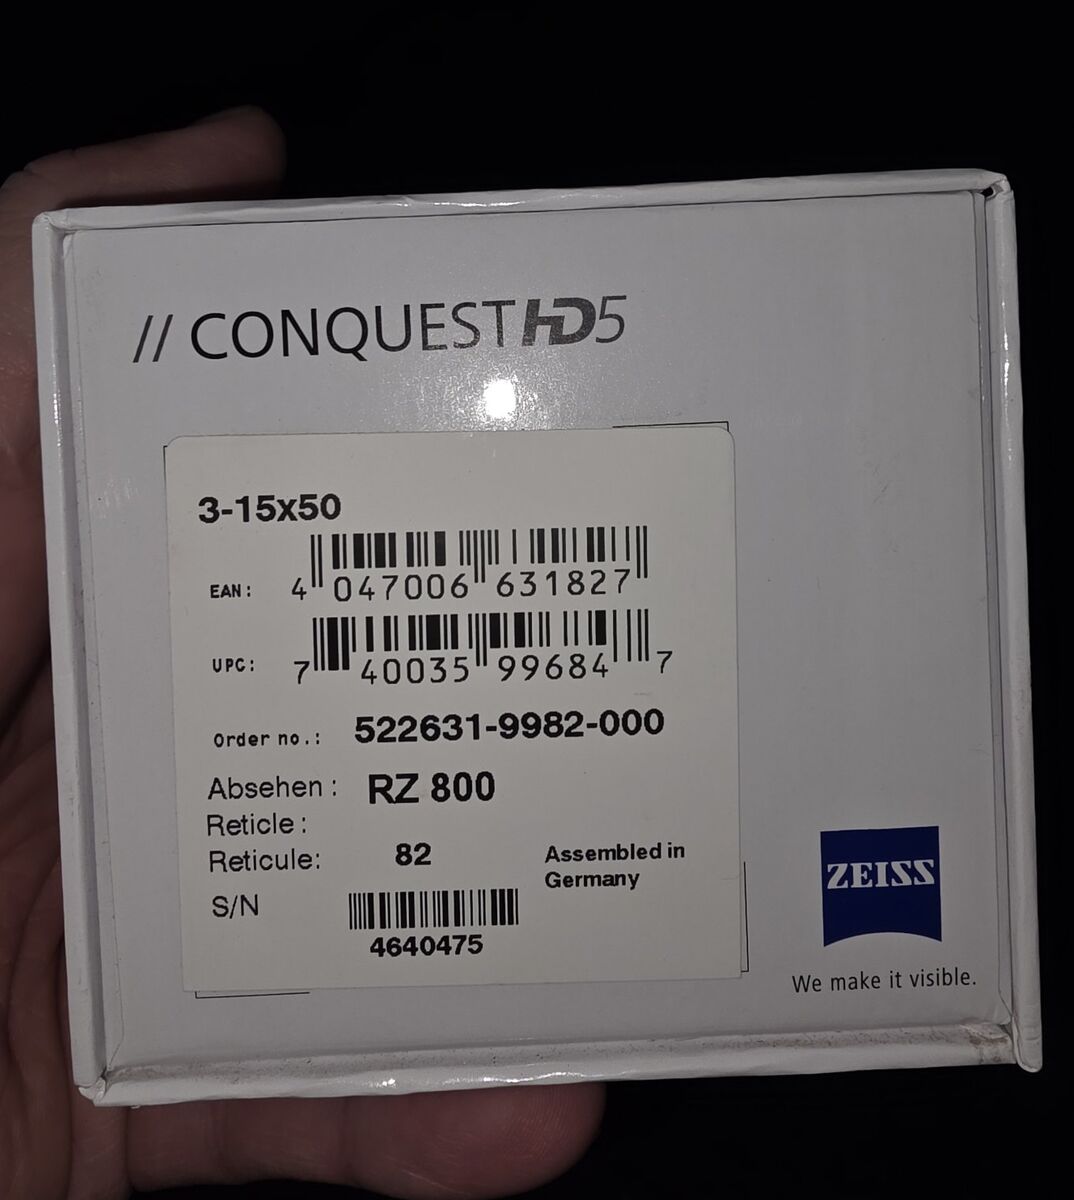 // CONQUEST HD5
3-15x50
EAN: 4 047006 631827
UPC: 7 40035 99684 7
Order no.: 522631-9982-000
Absehen: RZ 800
Reticle:
Reticule: 82
Assembled in
Germany
S/N
4640475
ZEISS
We make it visible.